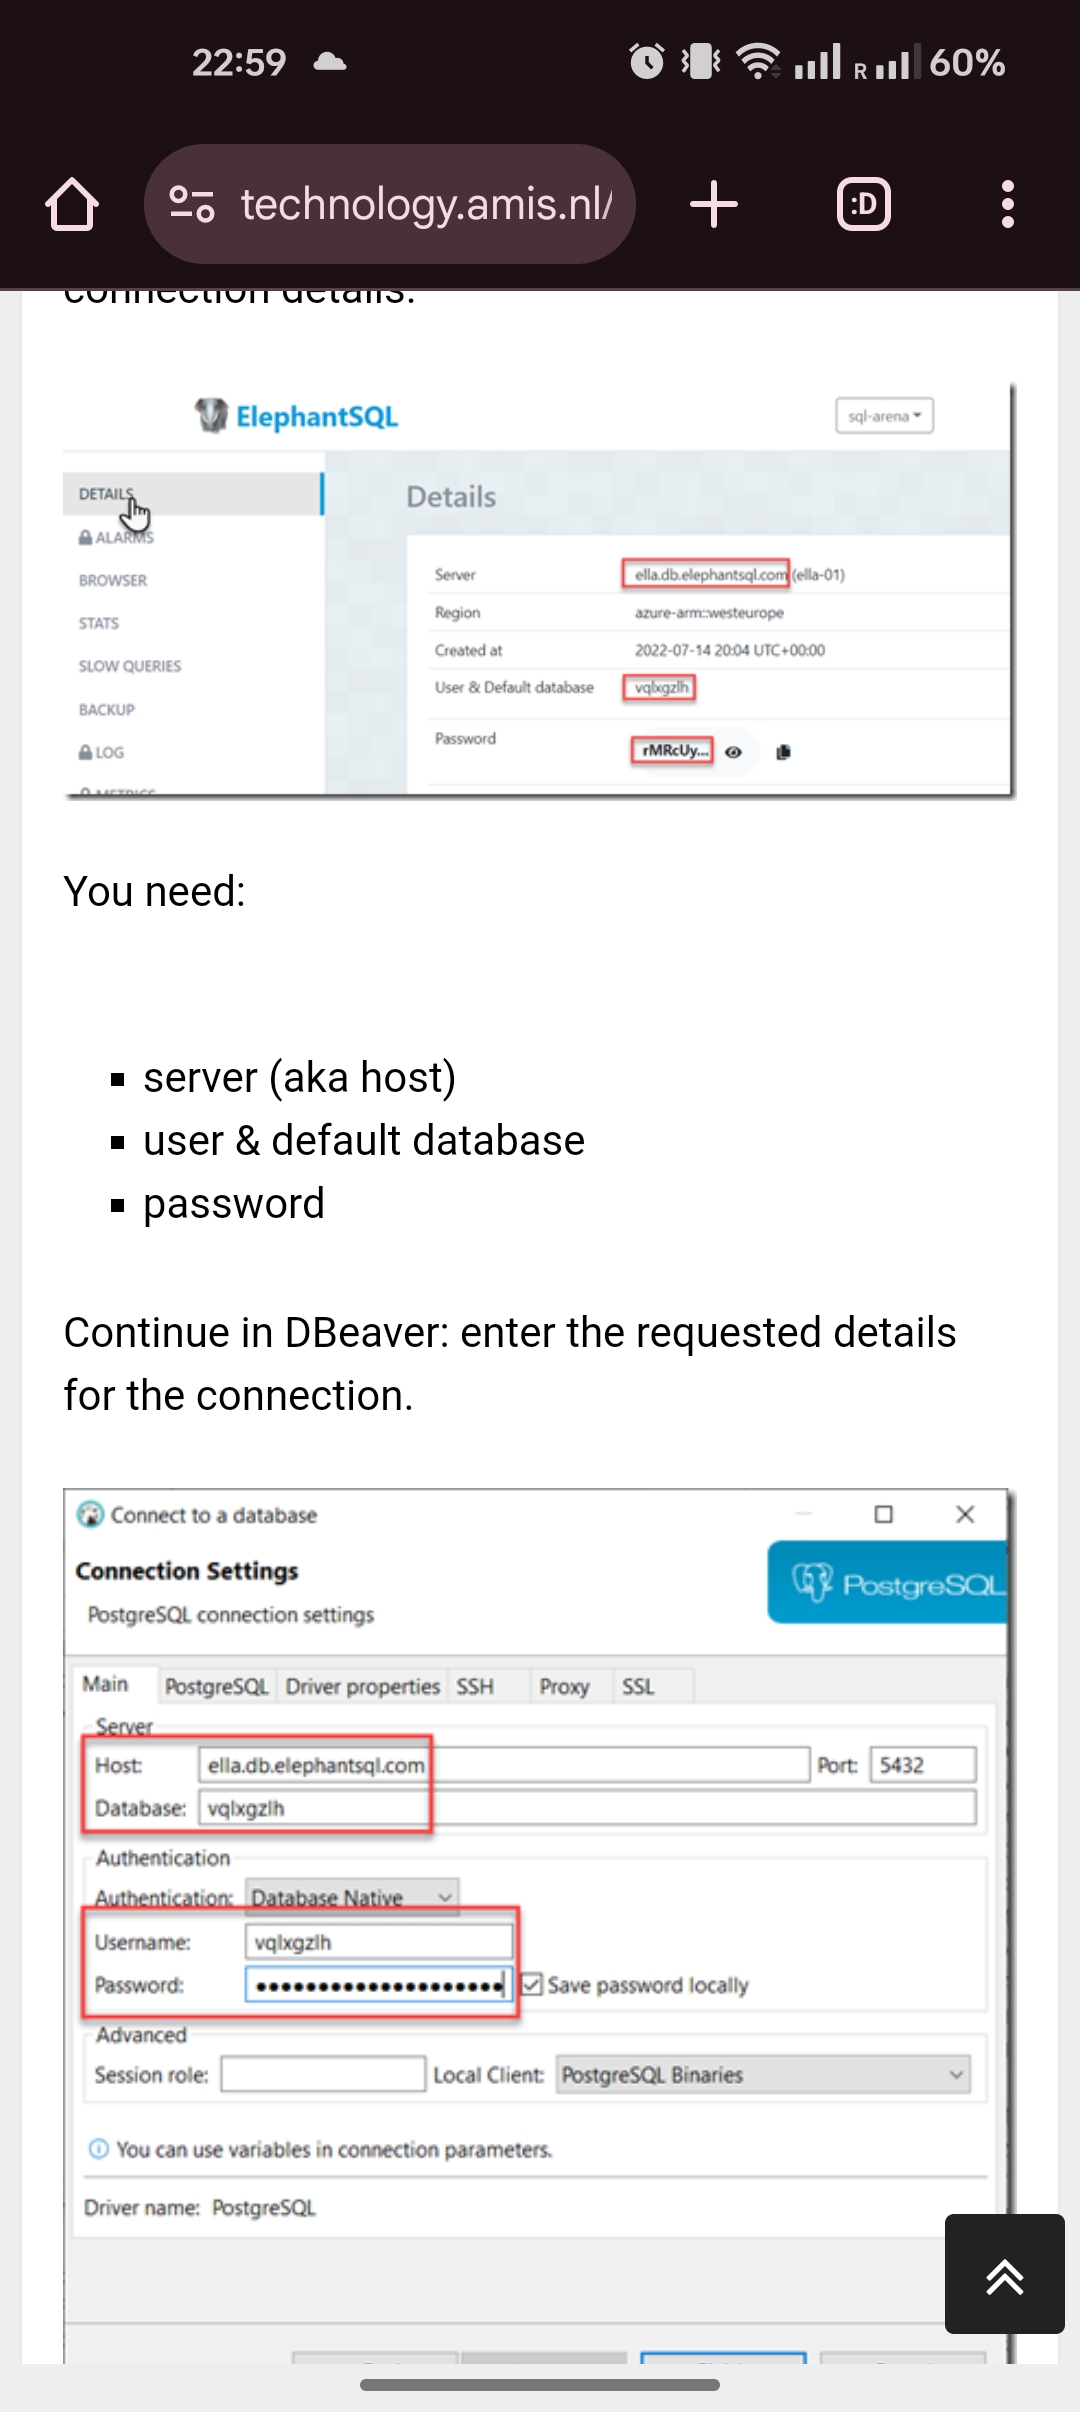 22:59
R
60%
technology.amis.nl/
:D
connection details.
ElephantSQL
sql-arena
DETAILS
ALARMS
BROWSER
STATS
SLOW QUERIES
BACKUP
LOG
METRICS
Details
Server ella.db.elephantsql.com (ella-01)
Region azure-arm::westeurope
Created at 2022-07-14 20:04 UTC+00:00
User & Default database vqlxgzlh
Password rMRcUy...
You need:
server (aka host)
user & default database
password
Continue in DBeaver: enter the requested details
for the connection.
Connect to a database
Connection Settings
PostgreSQL connection settings
PostgreSQL
Main PostgreSQL Driver properties SSH Proxy SSL
Server
Host: ella.db.elephantsql.com Port: 5432
Database: vqlxgzlh
Authentication
Authentication: Database Native
Username: vqlxgzlh
Password: ••••••••••••••••••••
Save password locally
Advanced
Session role: Local Client: PostgreSQL Binaries
You can use variables in connection parameters.
Driver name: PostgreSQL